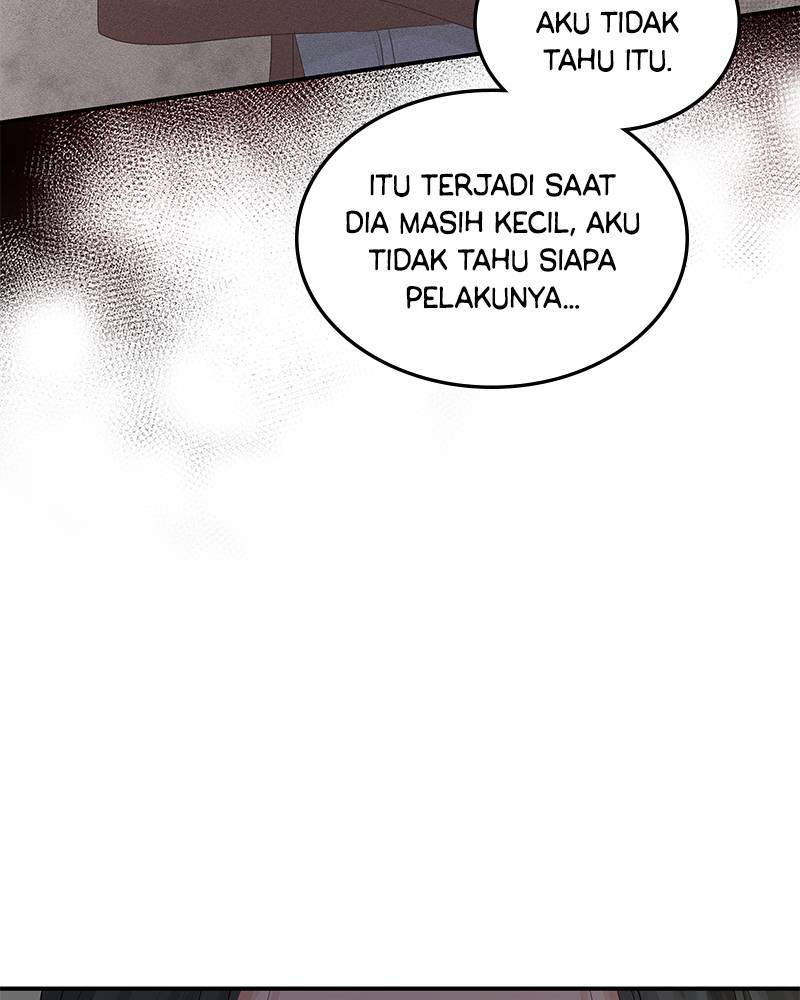 AKU TIDAK
TAHU ITU.
ITU TERJADI SAAT
DIA MASIH KECIL, AKU
TIDAK TAHU SIAPA
PELAKUNYA...